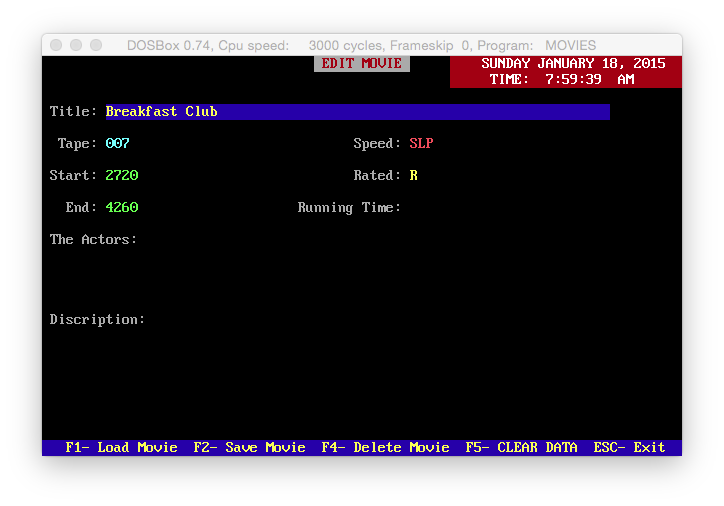 DOSBox 0.74, Cpu speed: 3000 cycles, Frameskip 0, Program: MOVIES
EDIT MOVIE
SUNDAY JANUARY 18, 2015
TIME: 7:59:39 AM
Title: Breakfast Club
Tape: 007 Speed: SLP
Start: 2720 Rated: R
End: 4260 Running Time:
The Actors:
Discription:
F1- Load Movie F2- Save Movie F4- Delete Movie F5- CLEAR DATA ESC- Exit